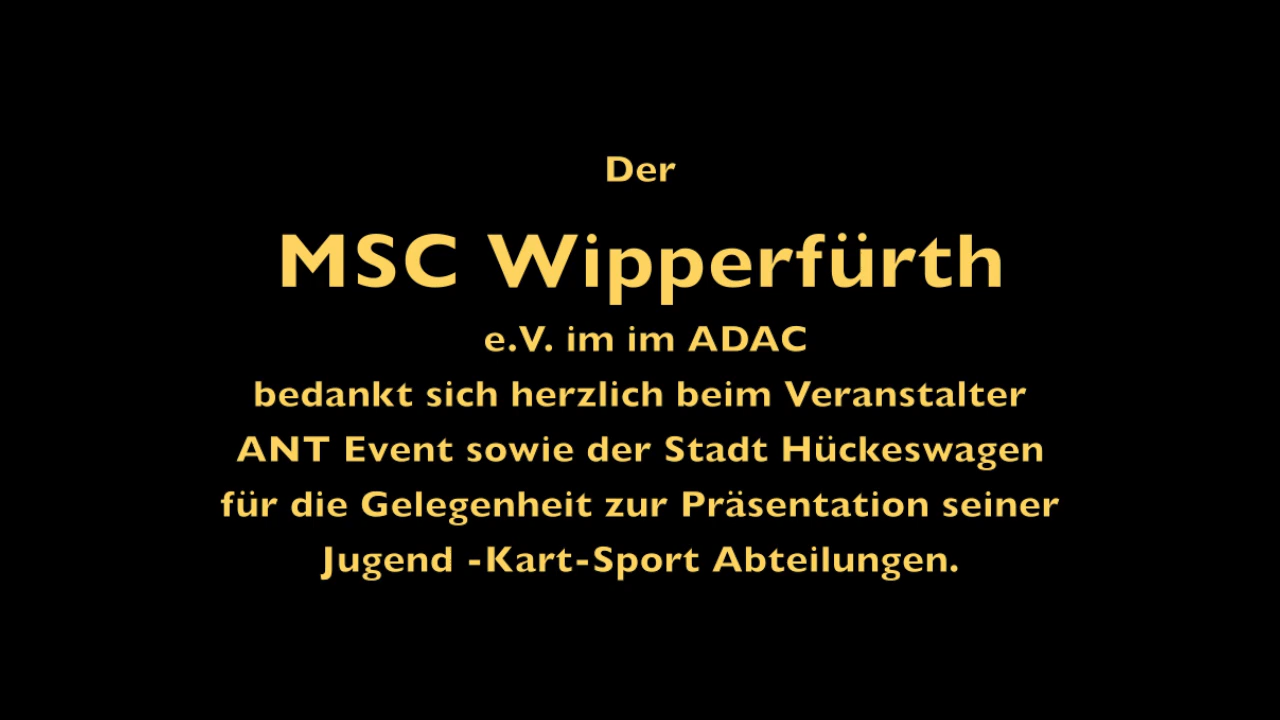 Der
MSC Wipperfürth
e.V. im im ADAC
bedankt sich herzlich beim Veranstalter
ANT Event sowie der Stadt Hückeswagen
für die Gelegenheit zur Präsentation seiner
Jugend -Kart-Sport Abteilungen.